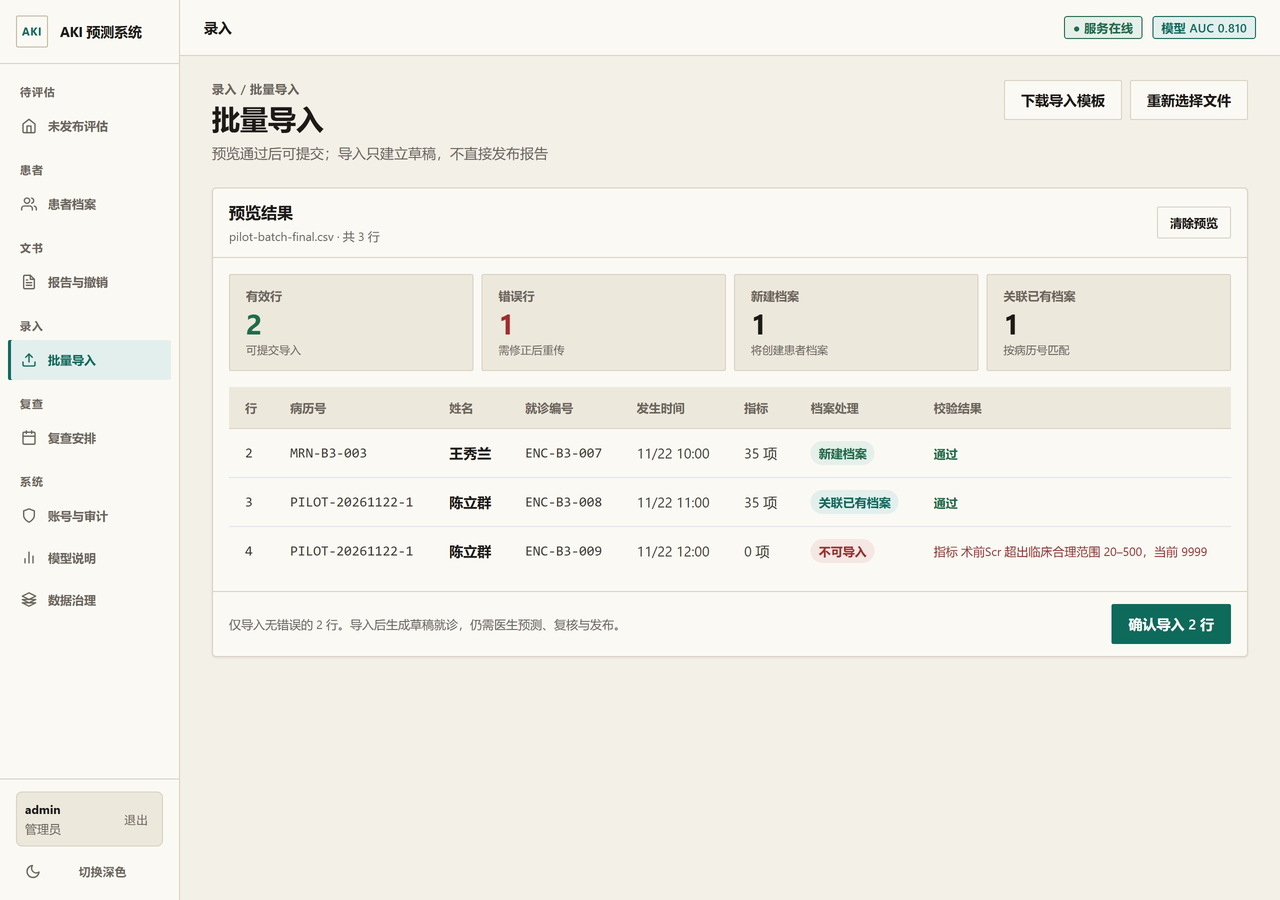 AKI
AKI 预测系统
待评估
未发布评估
患者
患者档案
文书
报告与撤销
录入
批量导入
复查
复查安排
系统
账号与审计
模型说明
数据治理
admin
管理员
退出
切换深色
录入
● 服务在线
模型 AUC 0.810
录入 / 批量导入
批量导入
预览通过后可提交；导入只建立草稿，不直接发布报告
下载导入模板
重新选择文件
预览结果
pilot-batch-final.csv · 共 3 行
清除预览
有效行
2
可提交导入
错误行
1
需修正后重传
新建档案
1
将创建患者档案
关联已有档案
1
按病历号匹配
行 病历号 姓名 就诊编号 发生时间 指标 档案处理 校验结果
2 MRN-B3-003 王秀兰 ENC-B3-007 11/22 10:00 35 项 新建档案 通过
3 PILOT-20261122-1 陈立群 ENC-B3-008 11/22 11:00 35 项 关联已有档案 通过
4 PILOT-20261122-1 陈立群 ENC-B3-009 11/22 12:00 0 项 不可导入 指标 术前Scr 超出临床合理范围 20–500，当前 9999
仅导入无错误的 2 行。导入后生成草稿就诊，仍需医生预测、复核与发布。
确认导入 2 行